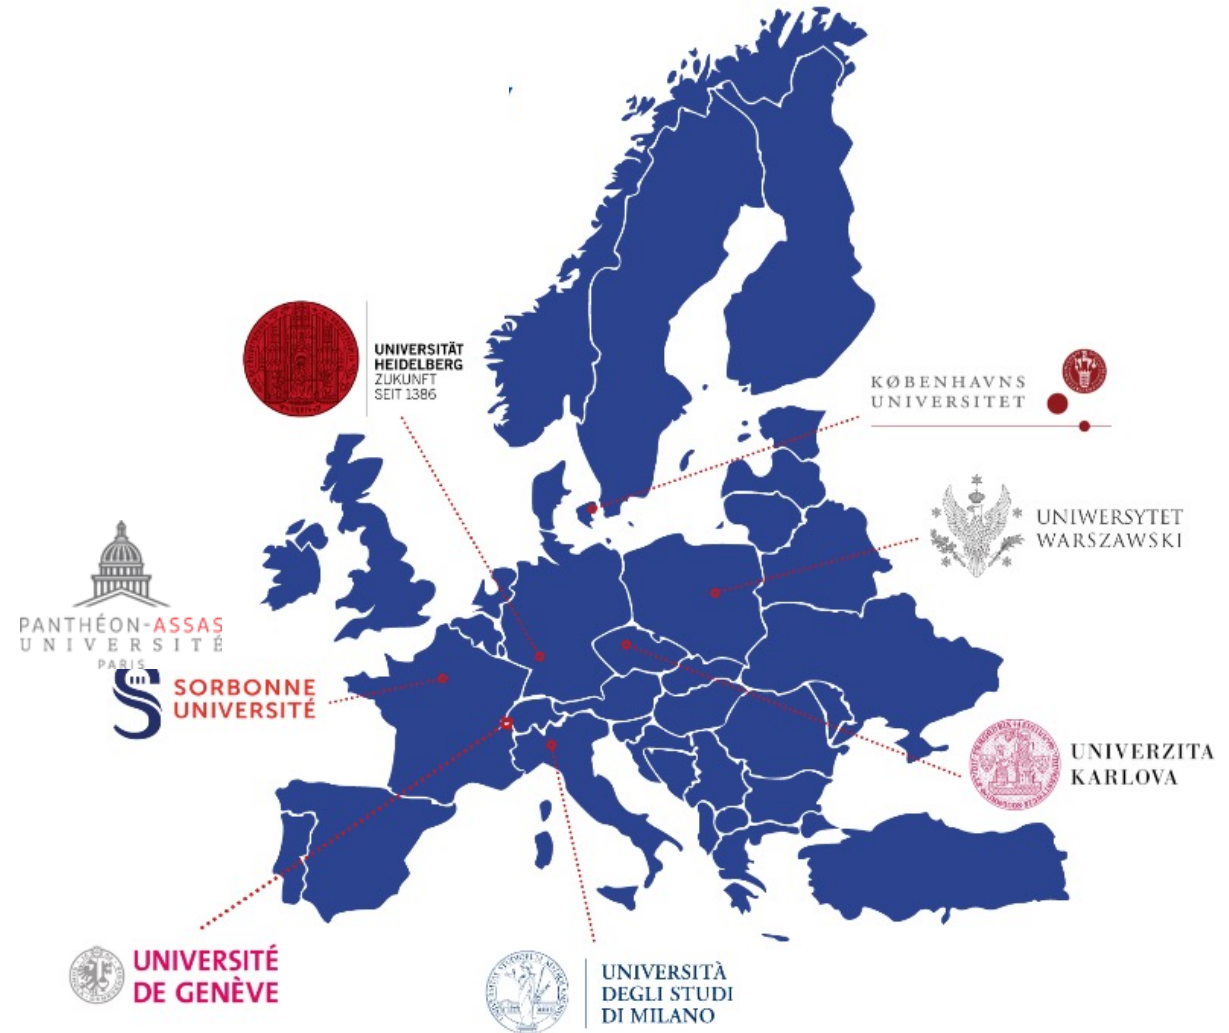 UNIVERSITÄT
HEIDELBERG
ZUKUNFT
SEIT 1386
KØBENHAVNS
UNIVERSITET
UNIWERSYTET
WARSZAWSKI
PANTHÉON-ASSAS
UNIVERSITÉ
PARIS
SORBONNE
UNIVERSITÉ
UNIVERZITA
KARLOVA
UNIVERSITÉ
DE GENÈVE
UNIVERSITÀ
DEGLI STUDI
DI MILANO